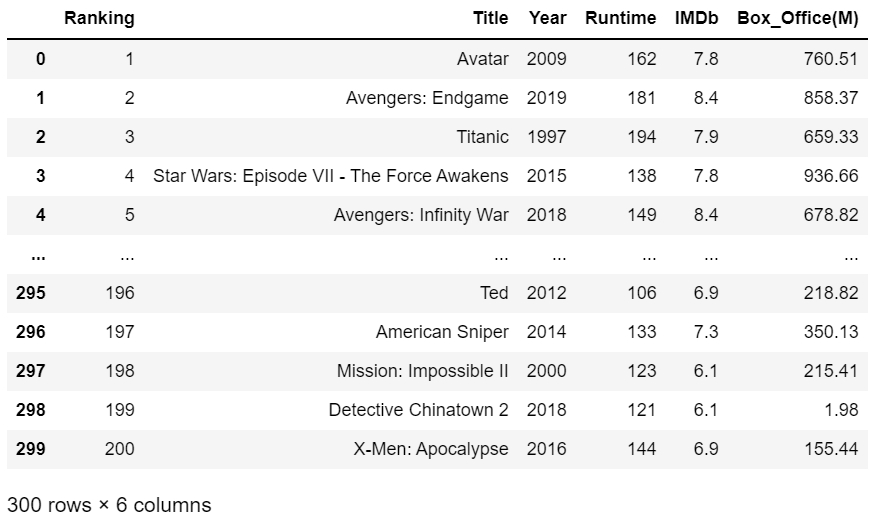 Ranking Title Year Runtime IMDb Box_Office(M)
0 1 Avatar 2009 162 7.8 760.51
1 2 Avengers: Endgame 2019 181 8.4 858.37
2 3 Titanic 1997 194 7.9 659.33
3 4 Star Wars: Episode VII - The Force Awakens 2015 138 7.8 936.66
4 5 Avengers: Infinity War 2018 149 8.4 678.82
... ... ... ... ... ... ...
295 196 Ted 2012 106 6.9 218.82
296 197 American Sniper 2014 133 7.3 350.13
297 198 Mission: Impossible II 2000 123 6.1 215.41
298 199 Detective Chinatown 2 2018 121 6.1 1.98
299 200 X-Men: Apocalypse 2016 144 6.9 155.44
300 rows × 6 columns